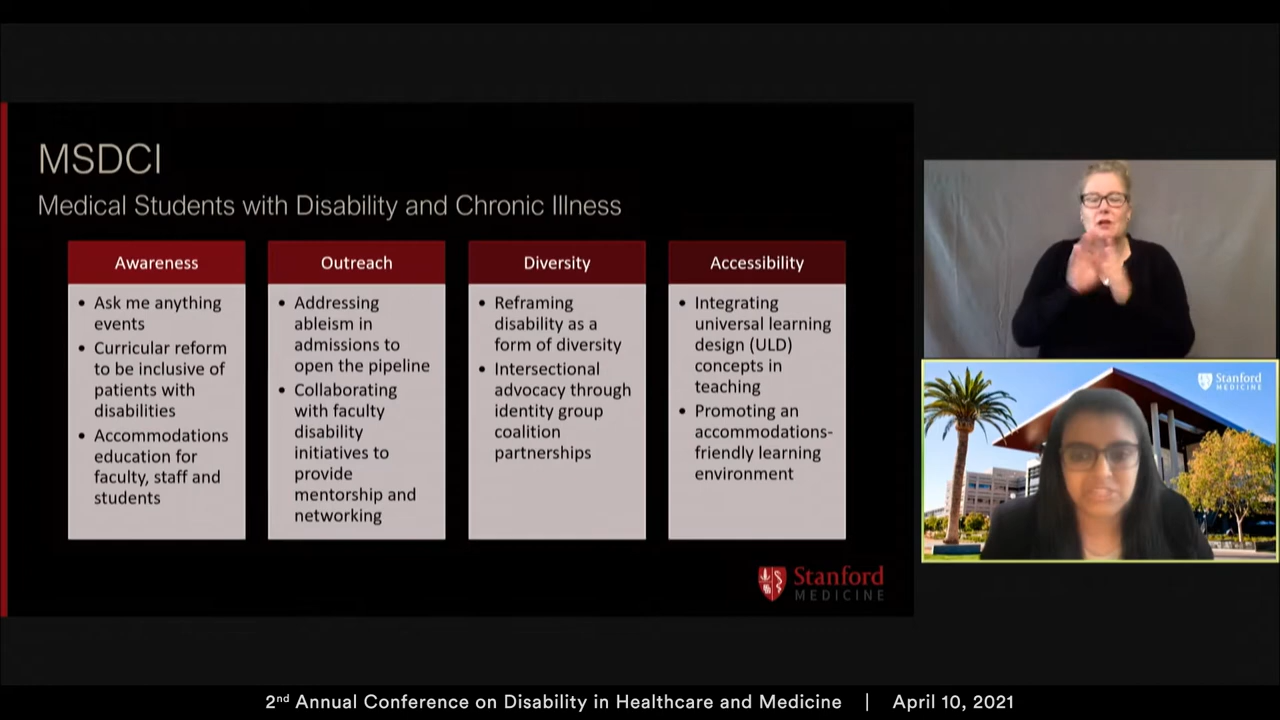 MSDCI
Medical Students with Disability and Chronic Illness
Awareness
• Ask me anything
events
• Curricular reform
to be inclusive of
patients with
disabilities
• Accommodations
education for
faculty, staff and
students
Outreach
• Addressing
ableism in
admissions to
open the pipeline
• Collaborating
with faculty
disability
initiatives to
provide
mentorship and
networking
Diversity
• Reframing
disability as a
form of diversity
• Intersectional
advocacy through
identity group
coalition
partnerships
Accessibility
• Integrating
universal learning
design (ULD)
concepts in
teaching
• Promoting an
accommodations-
friendly learning
environment
Stanford
MEDICINE
Stanford
MEDICINE
2nd Annual Conference on Disability in Healthcare and Medicine | April 10, 2021